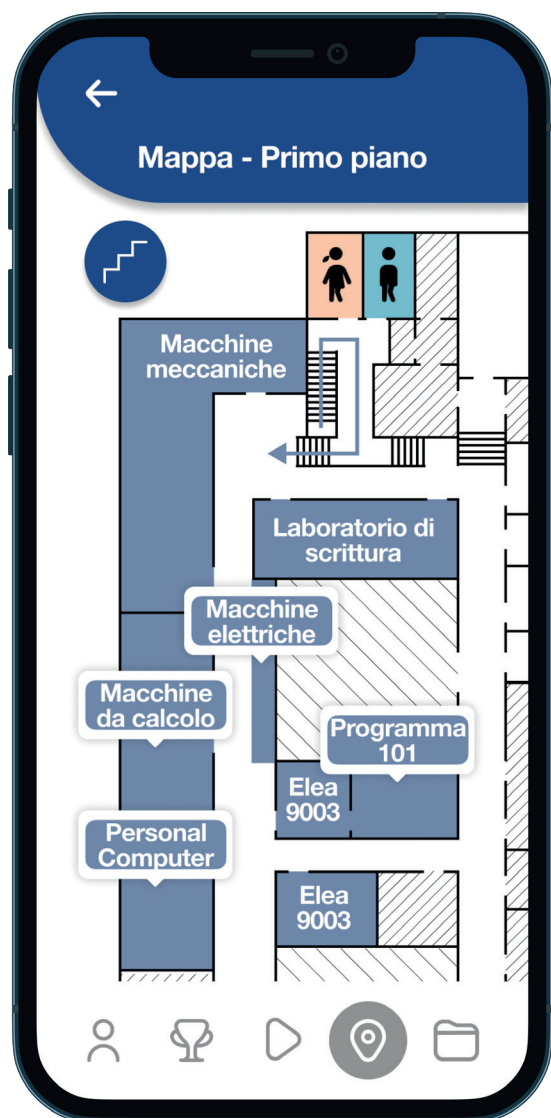 Mappa - Primo piano
Macchine
meccaniche
Laboratorio di
scrittura
Macchine
elettriche
Macchine
da calcolo
Programma
101
Elea
9003
Personal
Computer
Elea
9003